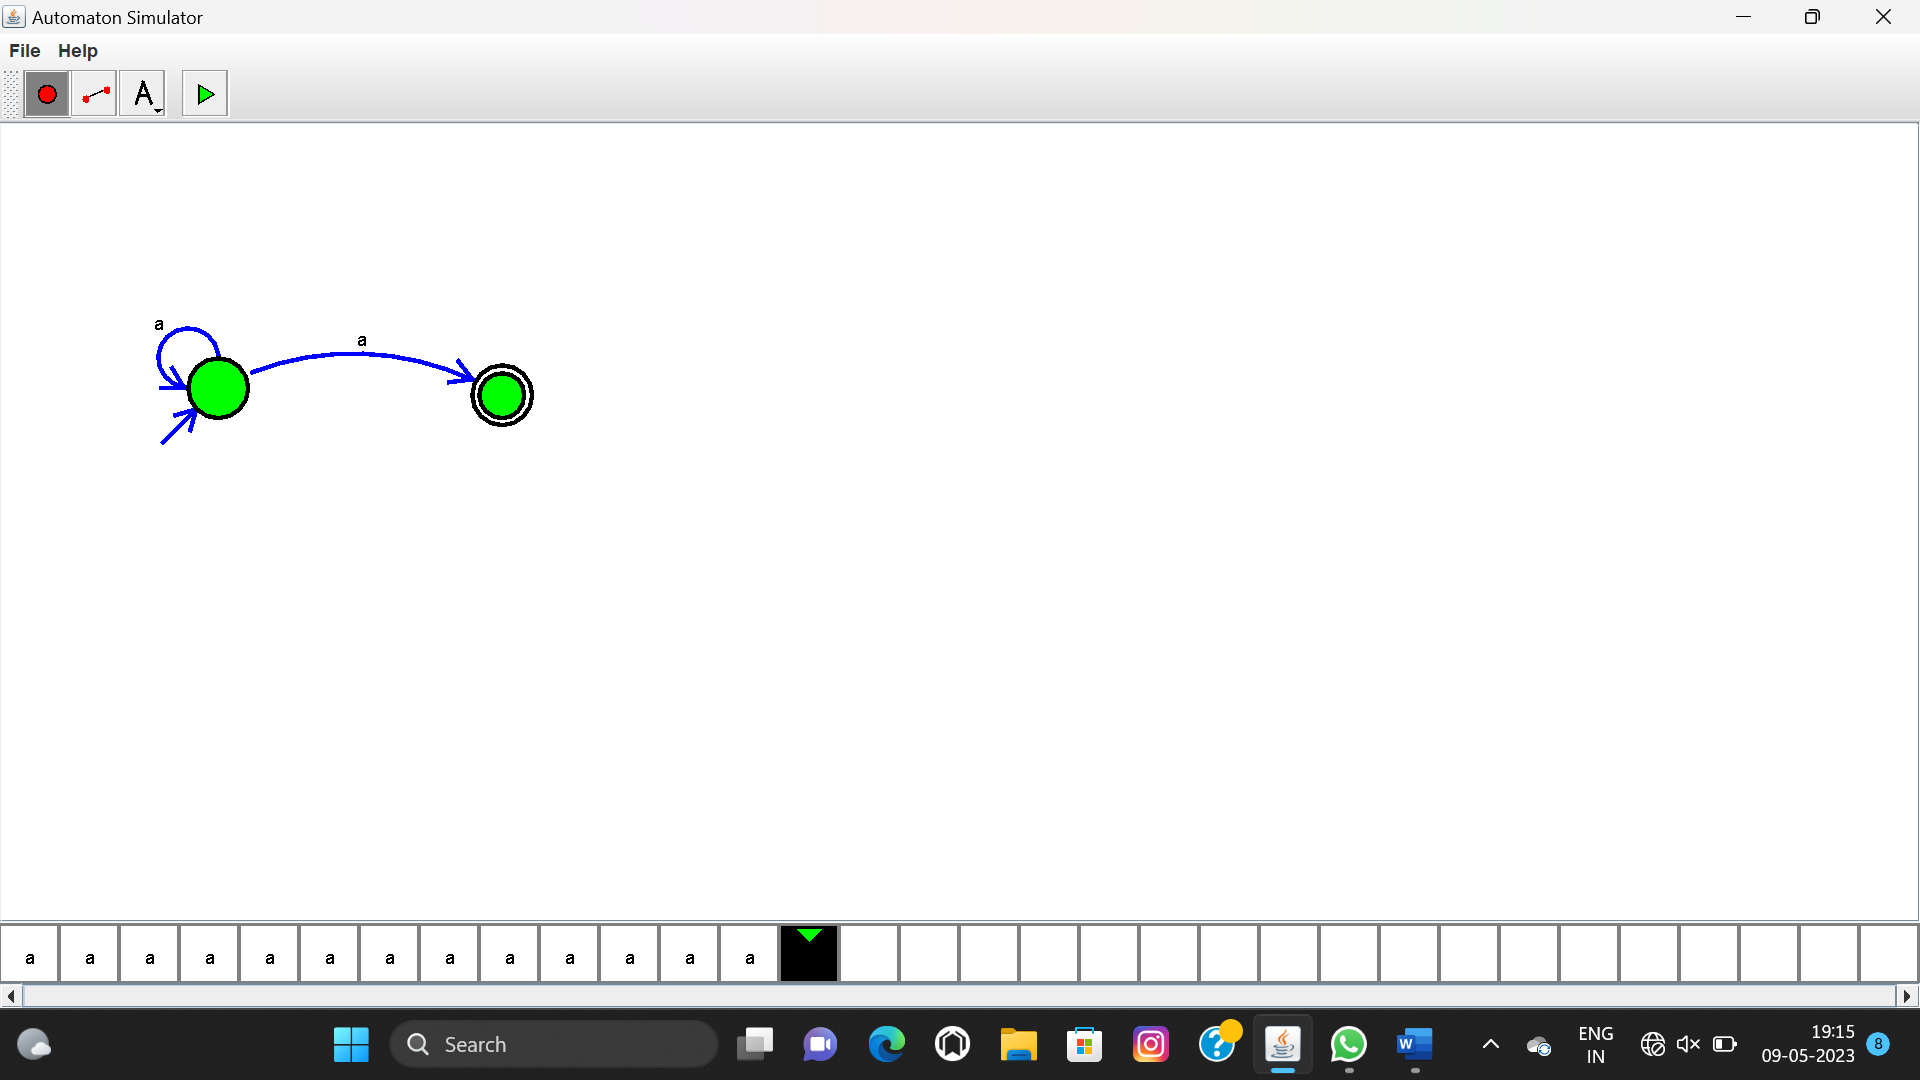 Automaton Simulator
File Help
A
a
a
a a a a a a a a a a a a a
Search
W
ENG
IN
19:15
09-05-2023
8